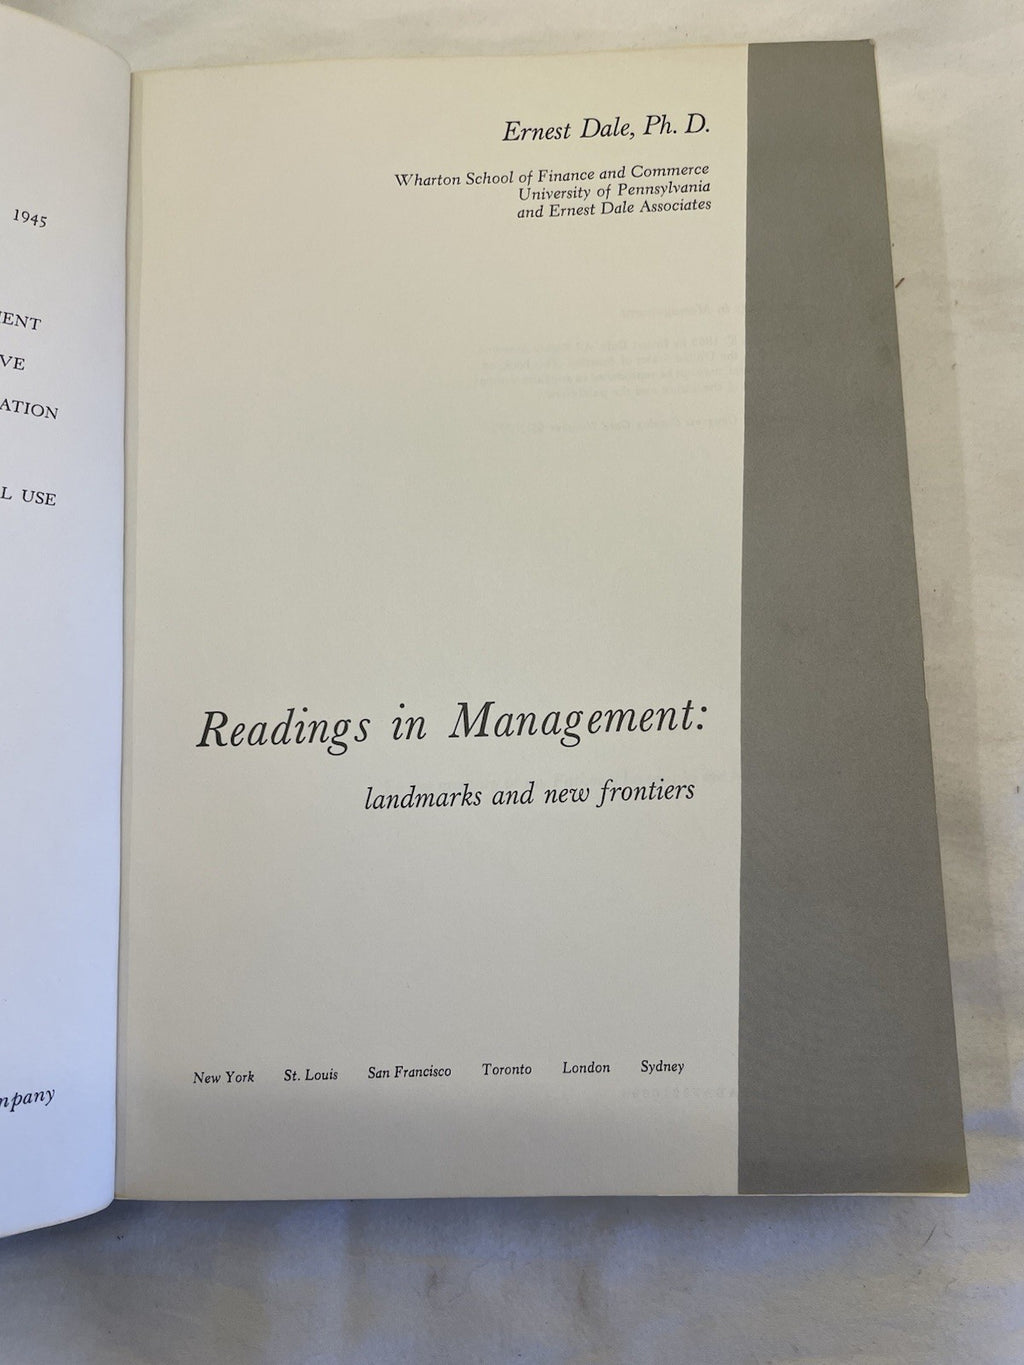 1945
ENT
VE
ATION
L USE
mpany
Ernest Dale, Ph. D.
Wharton School of Finance and Commerce
University of Pennsylvania
and Ernest Dale Associates
Readings in Management:
landmarks and new frontiers
New York St. Louis San Francisco Toronto London Sydney